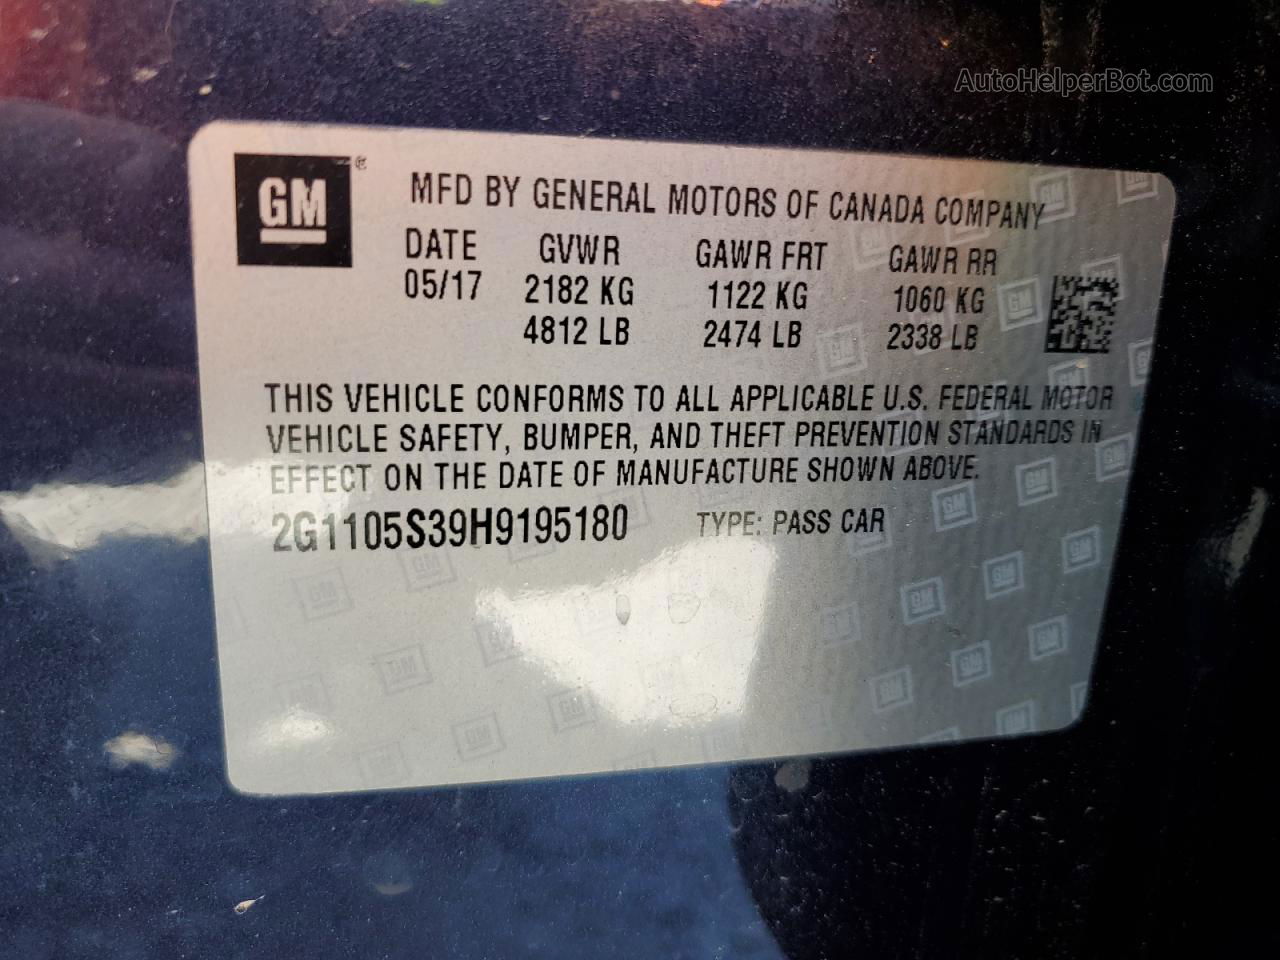 AutoHelperBot.com
GM®
MFD BY GENERAL MOTORS OF CANADA COMPANY
DATE GVWR GAWR FRT GAWR RR
05/17 2182 KG 1122 KG 1060 KG
4812 LB 2474 LB 2338 LB
THIS VEHICLE CONFORMS TO ALL APPLICABLE U.S. FEDERAL MOTOR
VEHICLE SAFETY, BUMPER, AND THEFT PREVENTION STANDARDS IN
EFFECT ON THE DATE OF MANUFACTURE SHOWN ABOVE.
2G1105S39H9195180 TYPE: PASS CAR